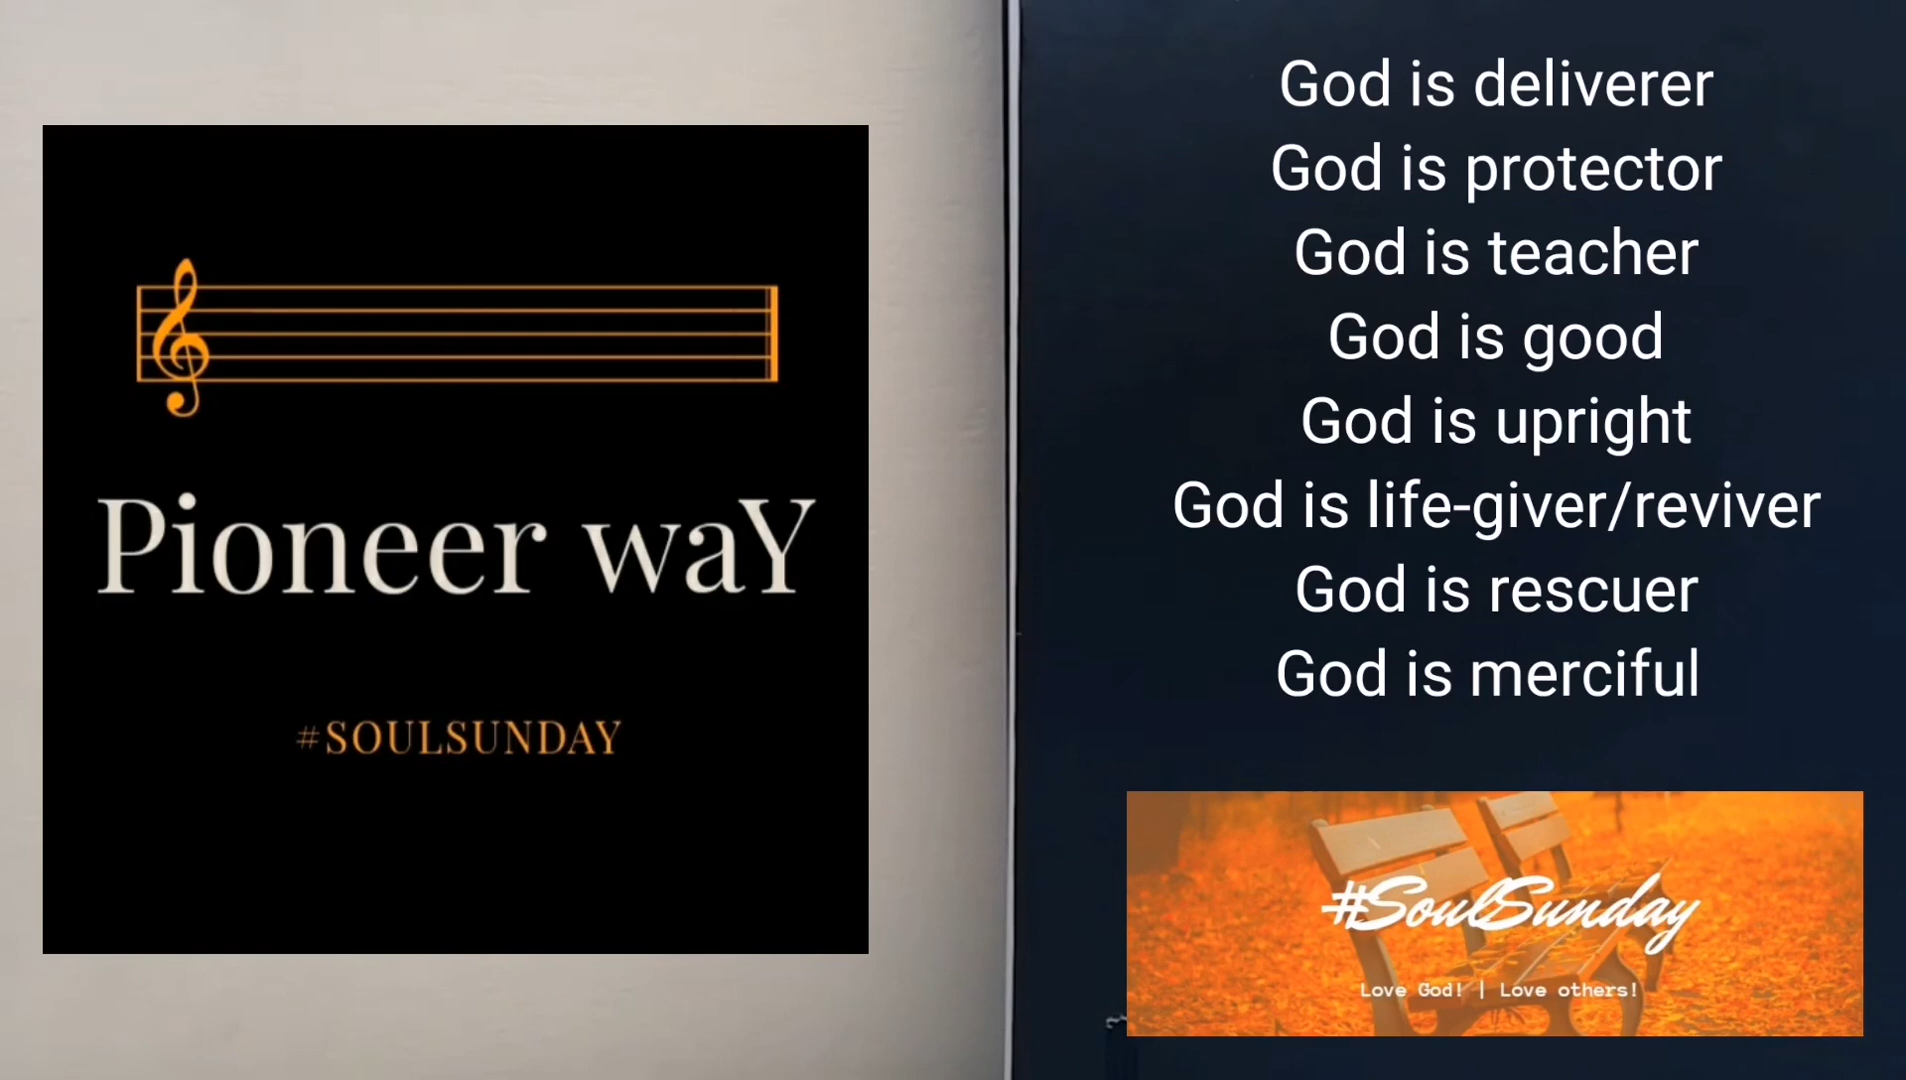 Pioneer waY
#SOULSUNDAY
God is deliverer
God is protector
God is teacher
God is good
God is upright
God is life-giver/reviver
God is rescuer
God is merciful
#SoulSunday
Love God! | Love others!